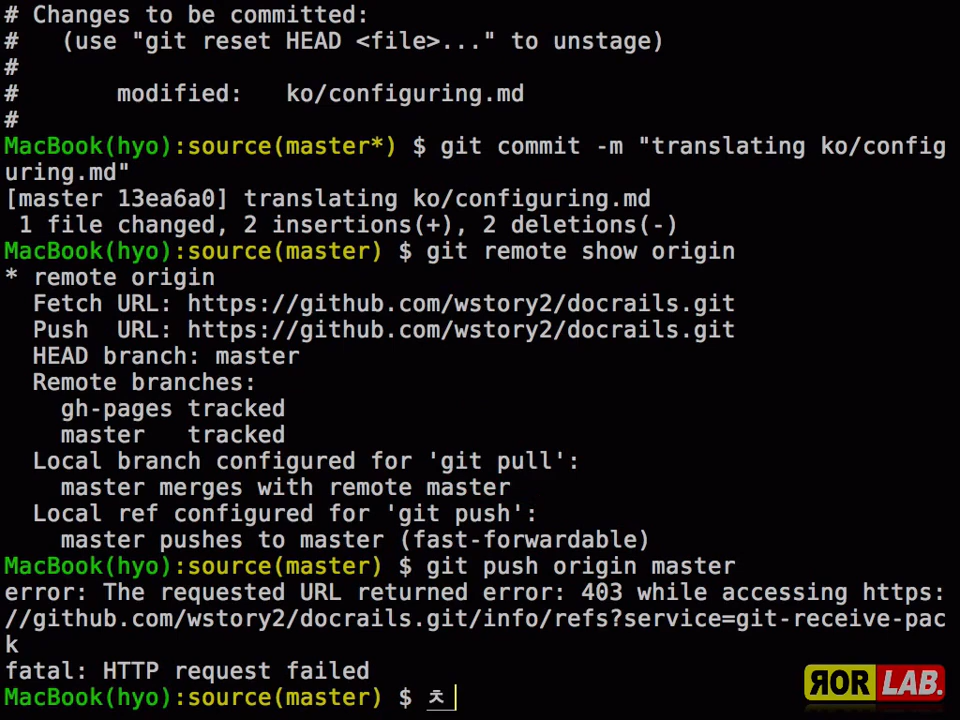 # Changes to be committed:
#   (use "git reset HEAD <file>..." to unstage)
#
#       modified:   ko/configuring.md
#
MacBook(hyo):source(master*) $ git commit -m "translating ko/config
uring.md"
[master 13ea6a0] translating ko/configuring.md
 1 file changed, 2 insertions(+), 2 deletions(-)
MacBook(hyo):source(master) $ git remote show origin
* remote origin
  Fetch URL: https://github.com/wstory2/docrails.git
  Push  URL: https://github.com/wstory2/docrails.git
  HEAD branch: master
  Remote branches:
    gh-pages tracked
    master   tracked
  Local branch configured for 'git pull':
    master merges with remote master
  Local ref configured for 'git push':
    master pushes to master (fast-forwardable)
MacBook(hyo):source(master) $ git push origin master
error: The requested URL returned error: 403 while accessing https:
//github.com/wstory2/docrails.git/info/refs?service=git-receive-pac
k
fatal: HTTP request failed
MacBook(hyo):source(master) $ ㅊ
ROR LAB.